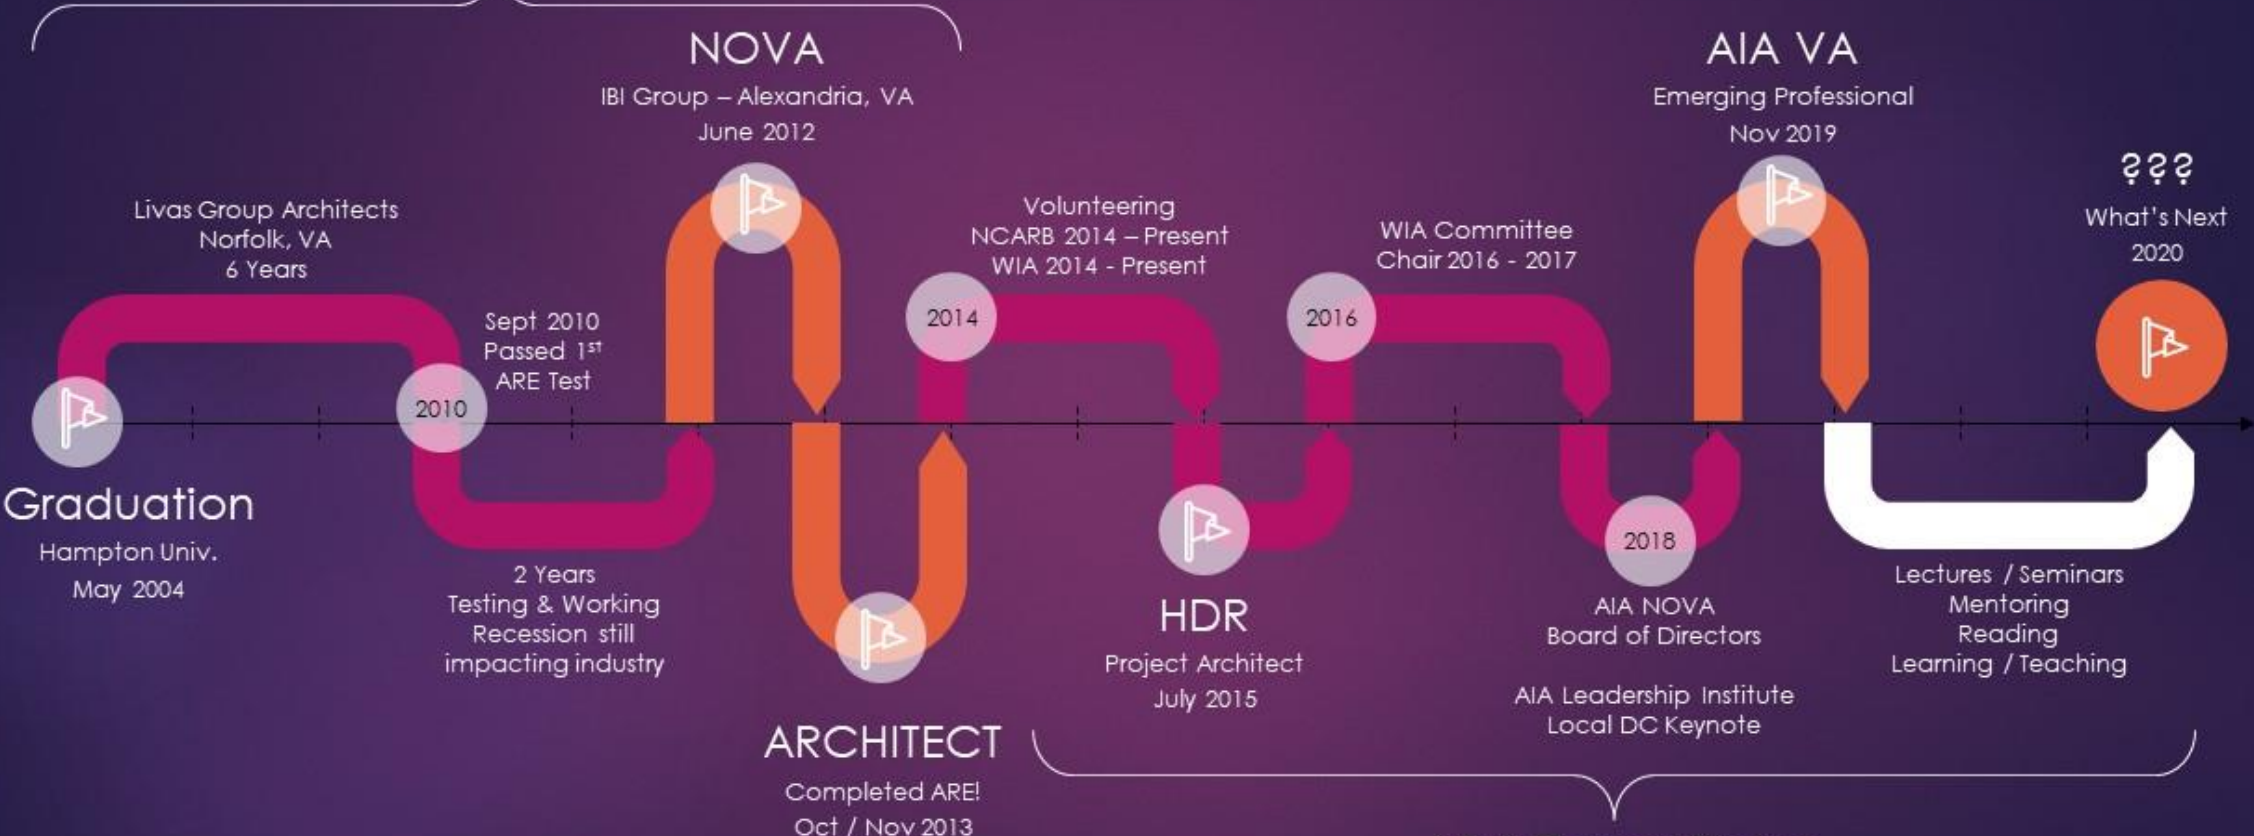 NOVA
IBI Group – Alexandria, VA
June 2012
AIA VA
Emerging Professional
Nov 2019
???
What's Next
2020
Livas Group Architects
Norfolk, VA
6 Years
Volunteering
NCARB 2014 – Present
WIA 2014 - Present
WIA Committee
Chair 2016 - 2017
2014
2016
Sept 2010
Passed 1st
ARE Test
2010
Graduation
Hampton Univ.
May 2004
2 Years
Testing & Working
Recession still
impacting industry
ARCHITECT
Completed ARE!
Oct / Nov 2013
HDR
Project Architect
July 2015
2018
AIA NOVA
Board of Directors
AIA Leadership Institute
Local DC Keynote
Lectures / Seminars
Mentoring
Reading
Learning / Teaching